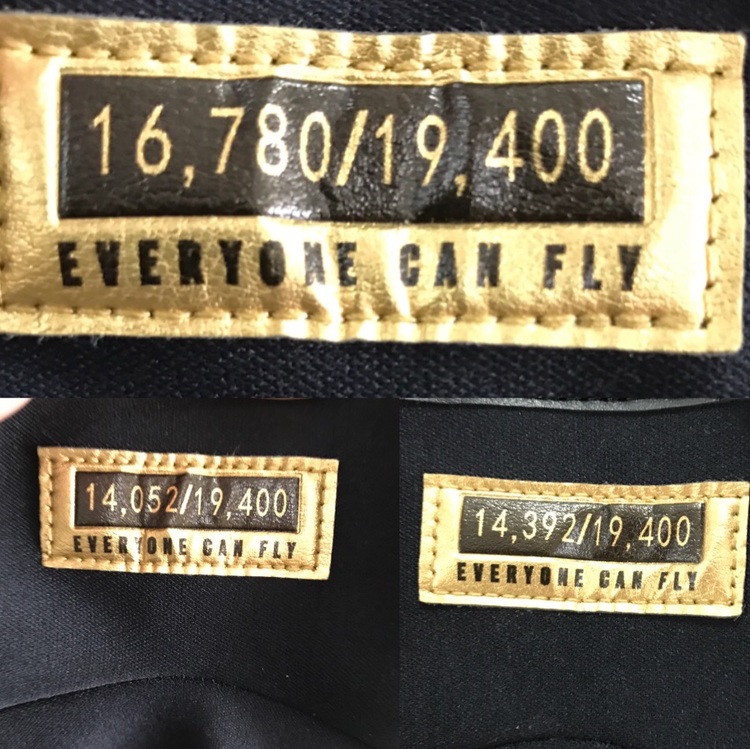 16,780/19,400
EVERYONE CAN FLY
14,052/19,400
EVERYONE CAN FLY
14,392/19,400
EVERYONE CAN FLY